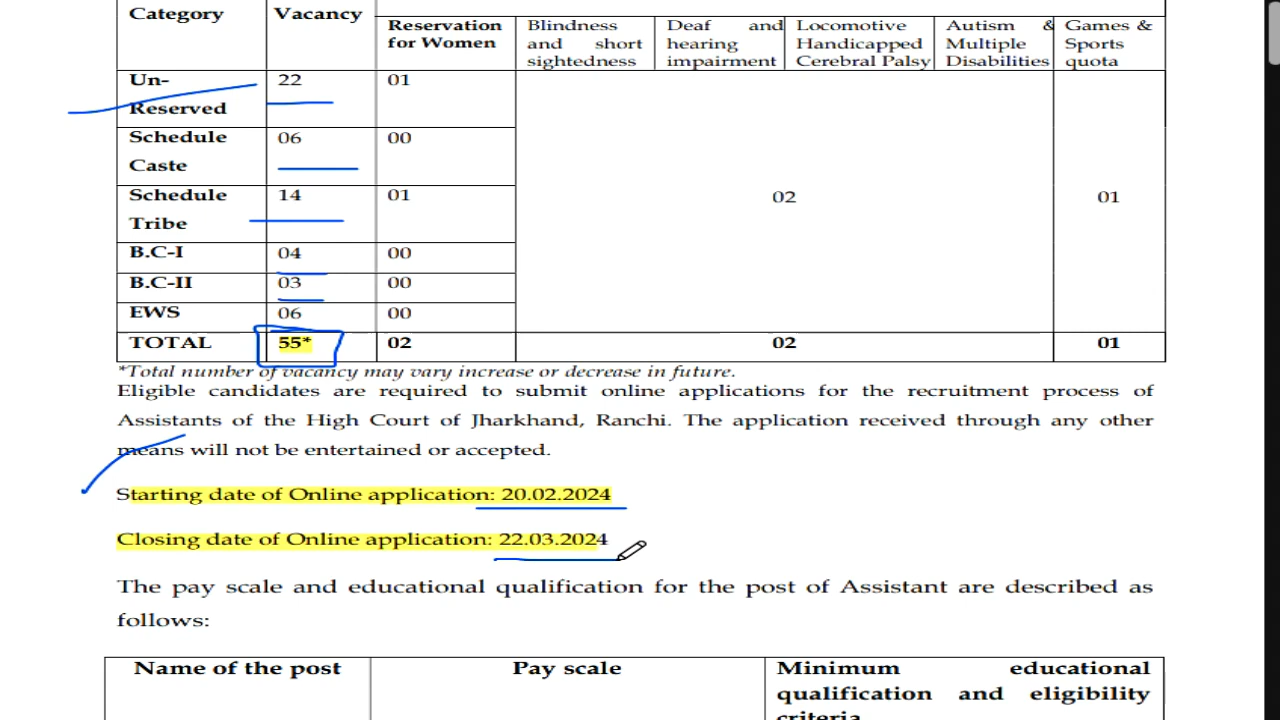 Category Vacancy
Reservation for Women
Blindness and short sightedness
Deaf and hearing impairment
Locomotive Handicapped Cerebral Palsy
Autism & Multiple Disabilities
Games & Sports quota
Un-Reserved 22 01
Schedule Caste 06 00
Schedule Tribe 14 01 02 01
B.C-I 04 00
B.C-II 03 00
EWS 06 00
TOTAL 55* 02 02 01
*Total number of vacancy may vary increase or decrease in future.
Eligible candidates are required to submit online applications for the recruitment process of
Assistants of the High Court of Jharkhand, Ranchi. The application received through any other
means will not be entertained or accepted.
Starting date of Online application: 20.02.2024
Closing date of Online application: 22.03.2024
The pay scale and educational qualification for the post of Assistant are described as
follows:
Name of the post Pay scale Minimum educational
qualification and eligibility
criteria